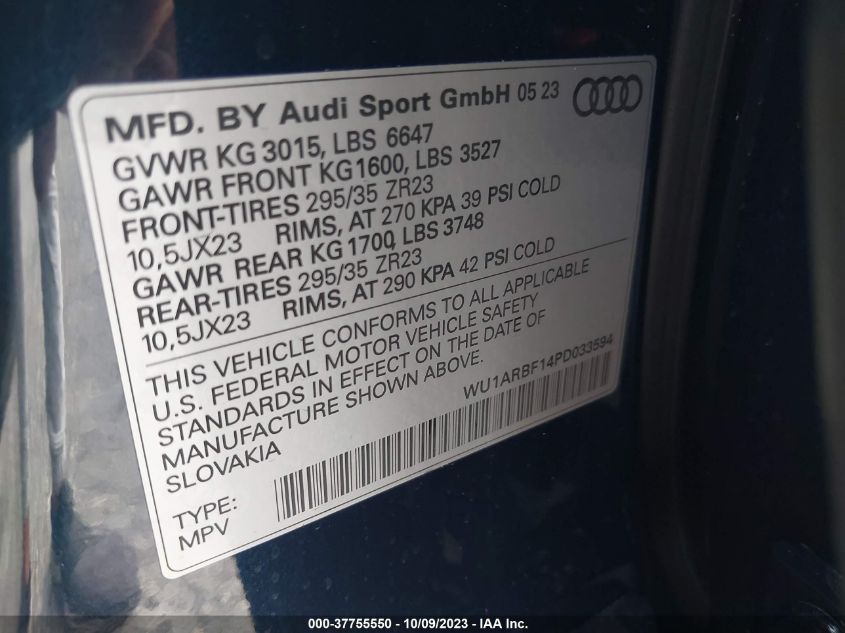 MFD. BY Audi Sport GmbH 05 23
GVWR KG 3015, LBS 6647
GAWR FRONT KG1600, LBS 3527
FRONT-TIRES 295/35 ZR23
10,5JX23 RIMS, AT 270 KPA 39 PSI COLD
GAWR REAR KG 1700, LBS 3748
REAR-TIRES 295/35 ZR23
10,5JX23 RIMS, AT 290 KPA 42 PSI COLD
THIS VEHICLE CONFORMS TO ALL APPLICABLE
U.S. FEDERAL MOTOR VEHICLE SAFETY
STANDARDS IN EFFECT ON THE DATE OF
MANUFACTURE SHOWN ABOVE.
SLOVAKIA
WU1ARBF14PD033594
TYPE:
MPV
000-37755550 - 10/09/2023 - IAA Inc.